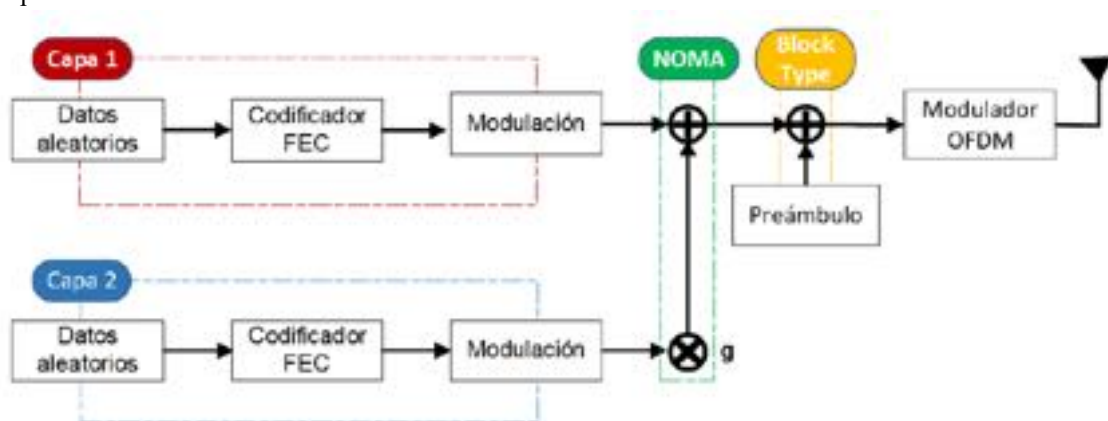 Capa 1
Datos
aleatorios
Codificador
FEC
Modulación
NOMA
Block
Type
Preámbulo
Modulador
OFDM
Capa 2
Datos
aleatorios
Codificador
FEC
Modulación
g